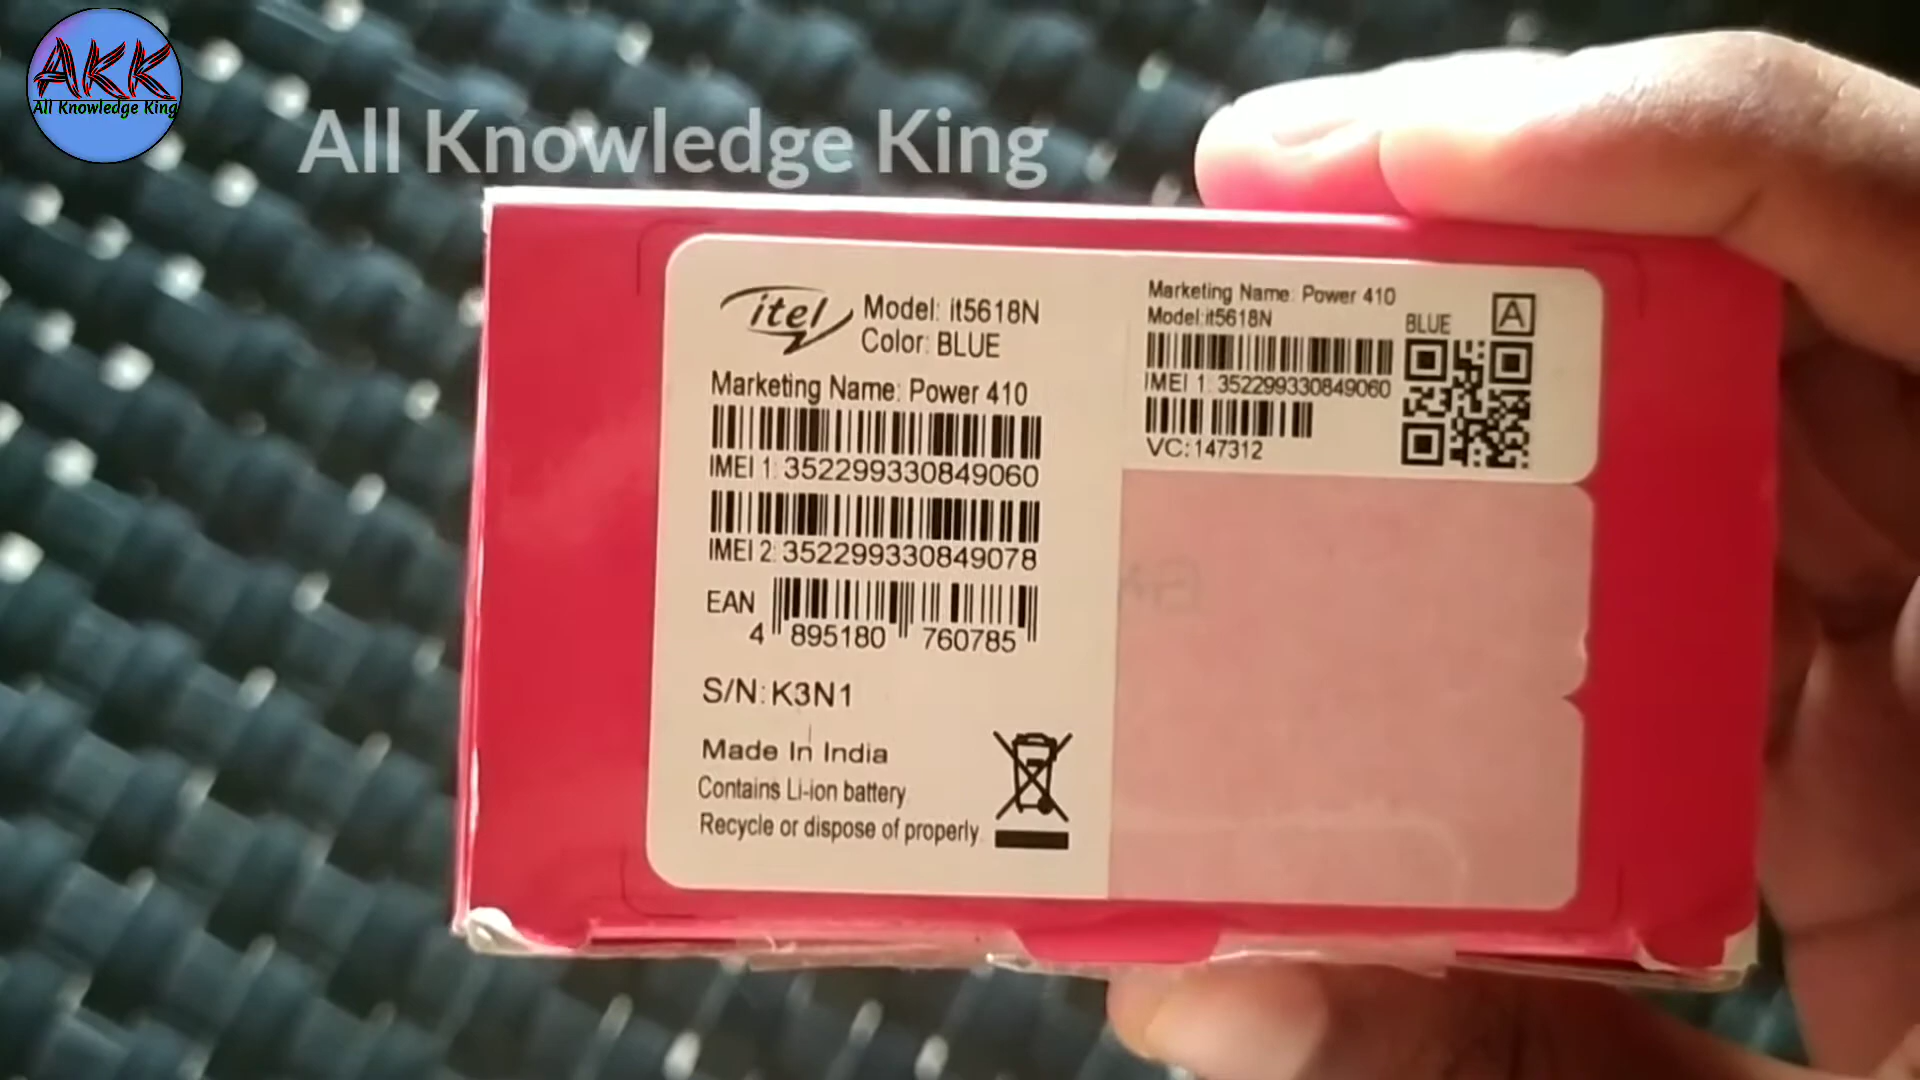 AKK
All Knowledge King
All Knowledge King
itel
Model: it5618N
Color: BLUE
Marketing Name: Power 410
IMEI 1: 352299330849060
IMEI 2: 352299330849078
EAN
4 895180 760785
S/N: K3N1
Made In India
Contains Li-ion battery
Recycle or dispose of properly.
Marketing Name: Power 410
Model:it5618N
BLUE
A
IMEI 1: 352299330849060
VC: 147312